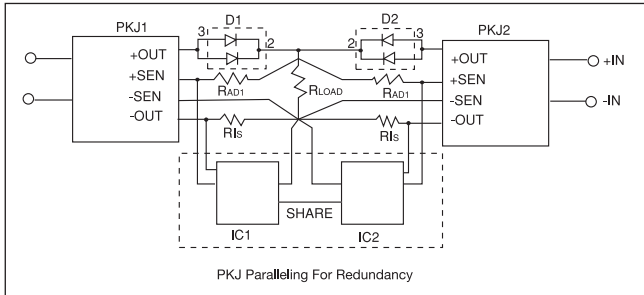 D1 D2
PKJ1 PKJ2
3 2 2 3
+OUT +OUT
+SEN +SEN
-SEN -SEN
-OUT -OUT
RAD1 RLOAD RAD1
RIS RIS
+IN
-IN
SHARE
IC1 IC2
PKJ Paralleling For Redundancy